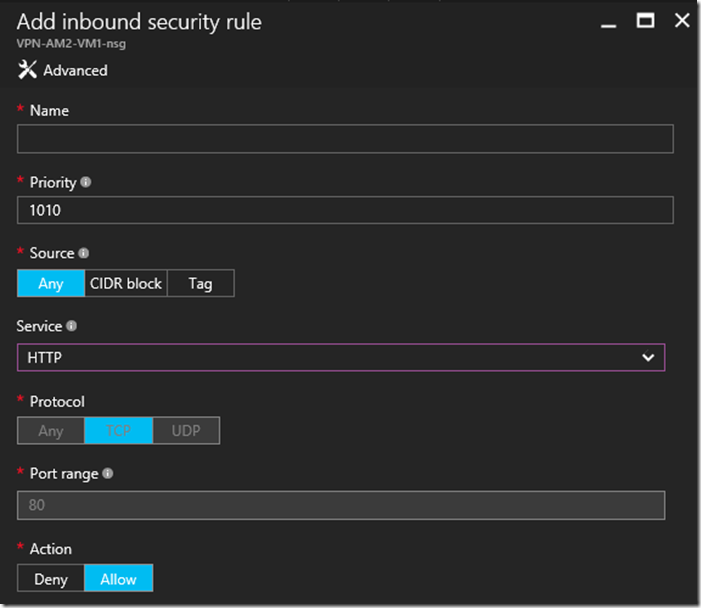 Add inbound security rule
VPN-AM2-VM1-nsg
Advanced
* Name
* Priority
1010
* Source
Any CIDR block Tag
Service
HTTP
* Protocol
Any TCP UDP
* Port range
80
* Action
Deny Allow